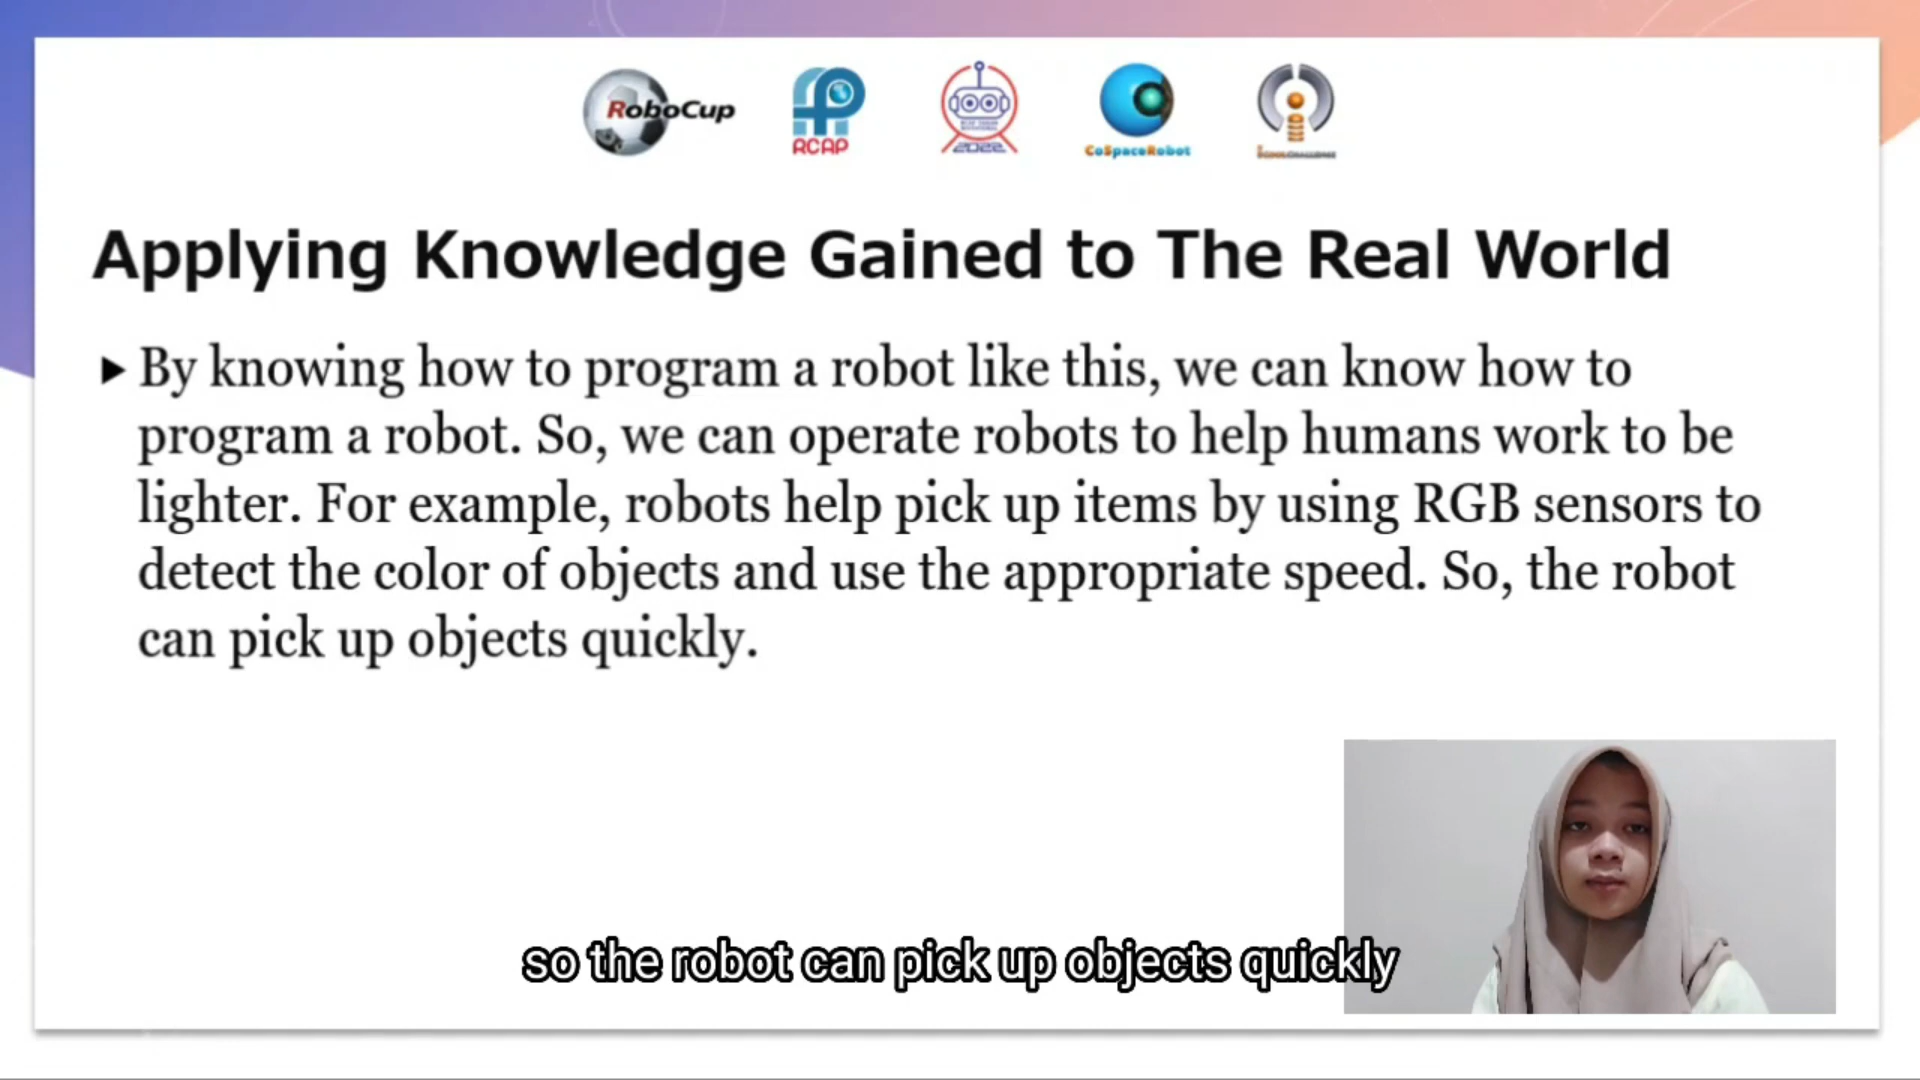 RoboCup
RCAP
2022
CoSpaceRobot
Applying Knowledge Gained to The Real World
By knowing how to program a robot like this, we can know how to
program a robot. So, we can operate robots to help humans work to be
lighter. For example, robots help pick up items by using RGB sensors to
detect the color of objects and use the appropriate speed. So, the robot
can pick up objects quickly.
so the robot can pick up objects quickly